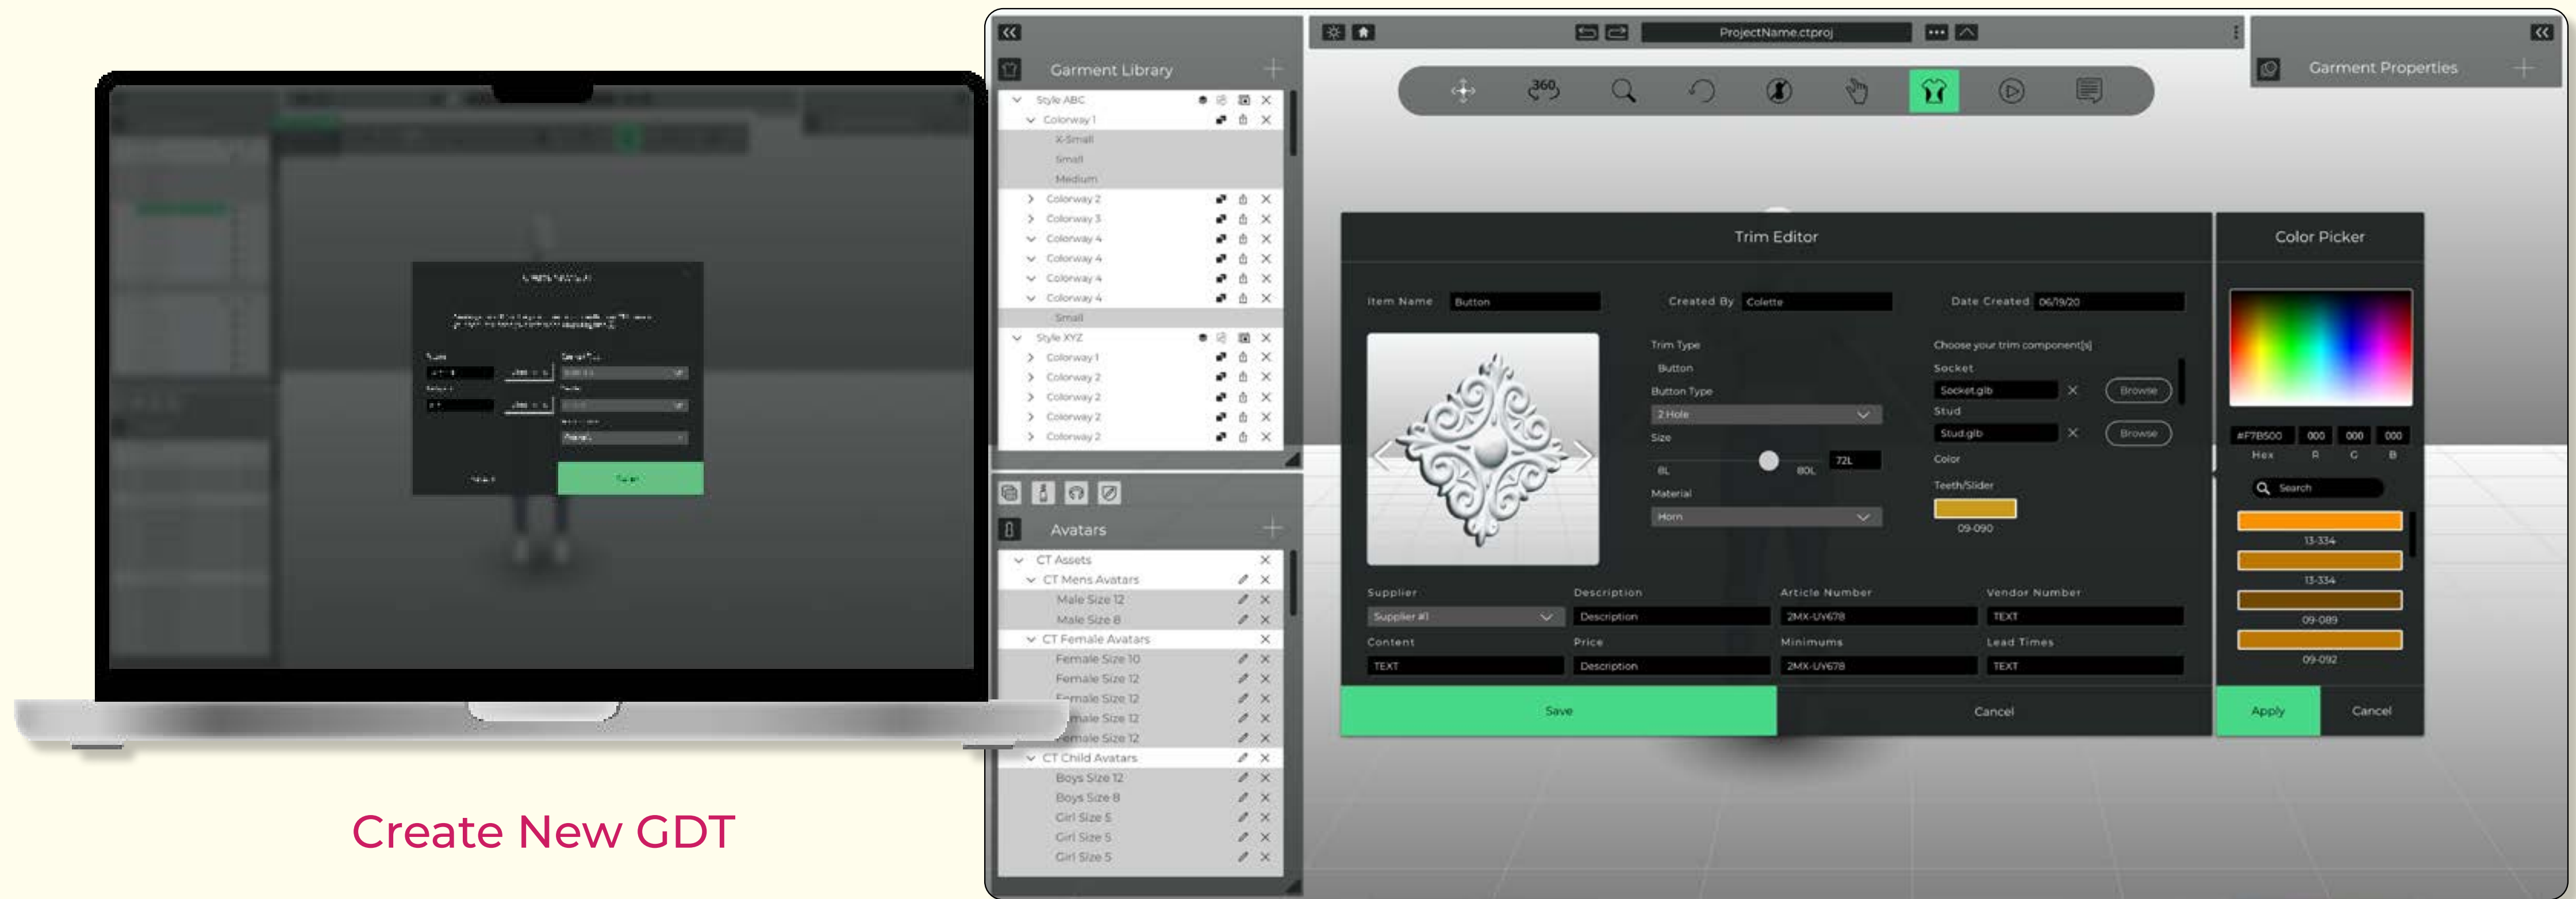 Create New GDT
Garment Library
Style ABC
Colorway 1
X-Small
Small
Medium
Colorway 2
Colorway 3
Colorway 4
Colorway 4
Colorway 4
Colorway 4
Small
Style XYZ
Colorway 1
Colorway 2
Colorway 2
Colorway 2
Colorway 2
Avatars
CT Assets
CT Mens Avatars
Male Size 12
Male Size 8
CT Female Avatars
Female Size 10
Female Size 12
Female Size 12
male Size 12
Female Size 12
CT Child Avatars
Boys Size 12
Boys Size 8
Girl Size 5
Girl Size 5
Girl Size 5
ProjectName.ctproj
360
Garment Properties
Trim Editor
Item Name Button Created By Colette Date Created 06/19/20
Trim Type
Button
Button Type
2 Hole
Size
8L 80L 72L
Material
Horn
Choose your trim component[s]
Socket
Socket.glb Browse
Stud
Stud.glb Browse
Color
Teeth/Slider
09-090
Supplier Description Article Number Vendor Number
Supplier #1 Description 2MX-UY678 TEXT
Content Price Minimums Lead Times
TEXT Description 2MX-UY678 TEXT
Save Cancel
Color Picker
#F7B500 000 000 000
Hex R G B
Search
13-334
13-334
09-089
09-092
Apply Cancel